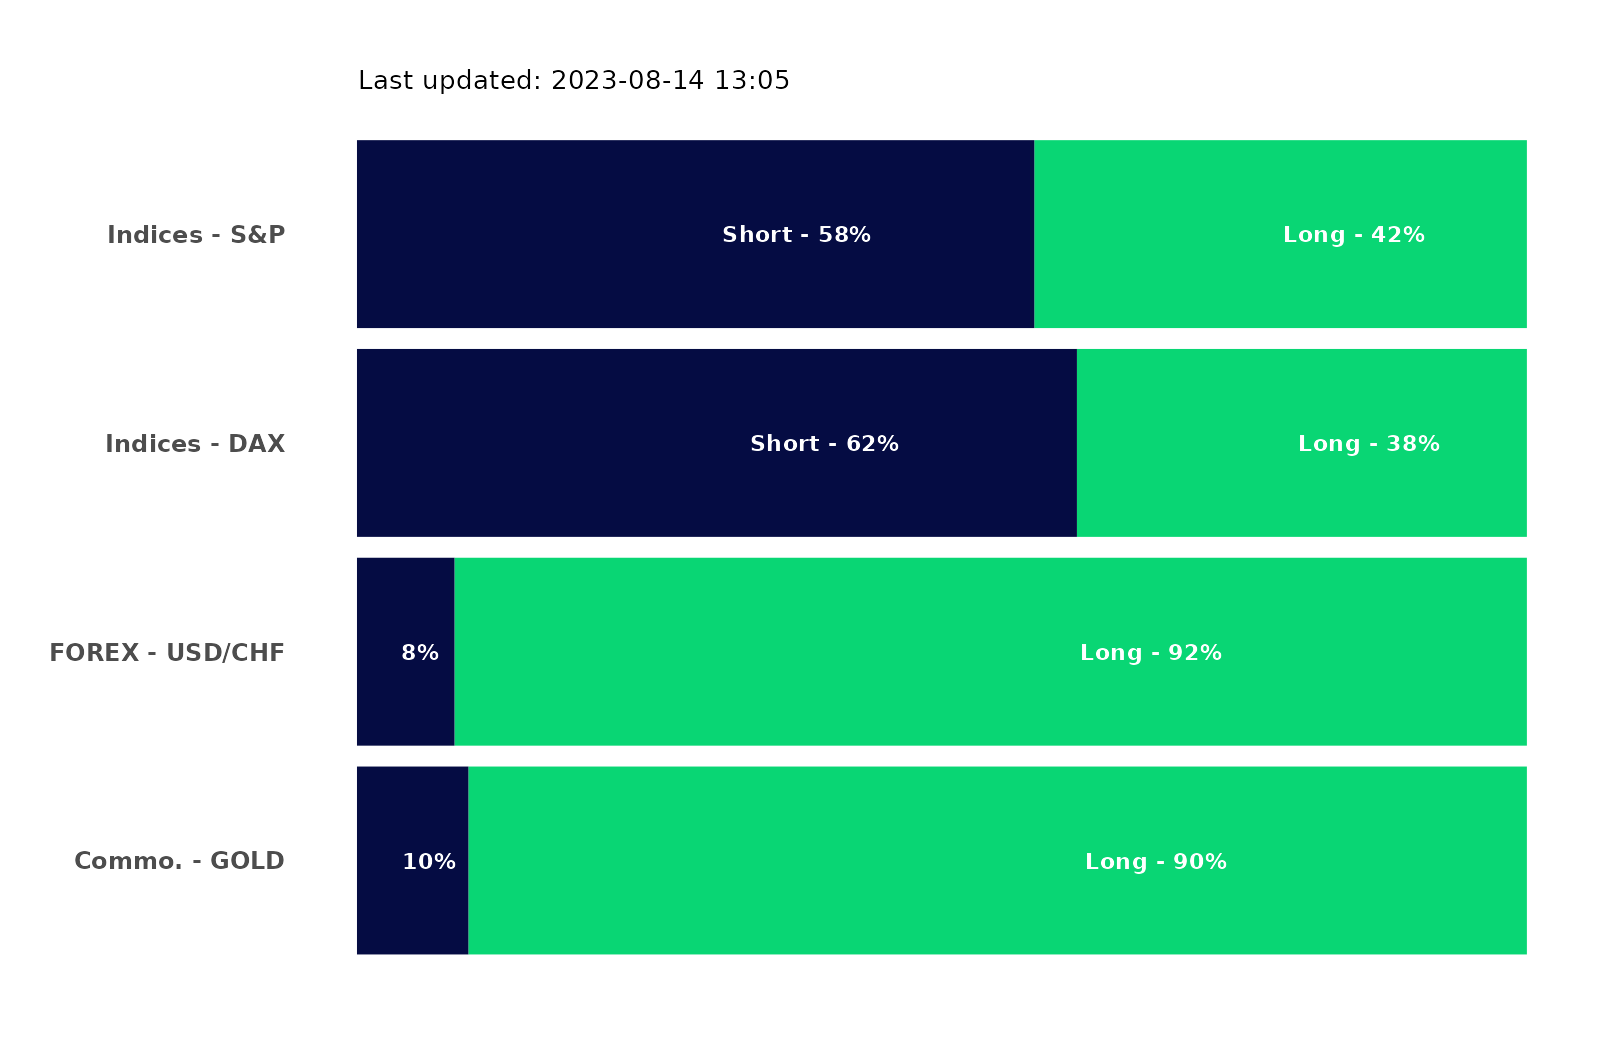 Last updated: 2023-08-14 13:05
Indices - S&P Short - 58% Long - 42%
Indices - DAX Short - 62% Long - 38%
FOREX - USD/CHF 8% Long - 92%
Commo. - GOLD 10% Long - 90%